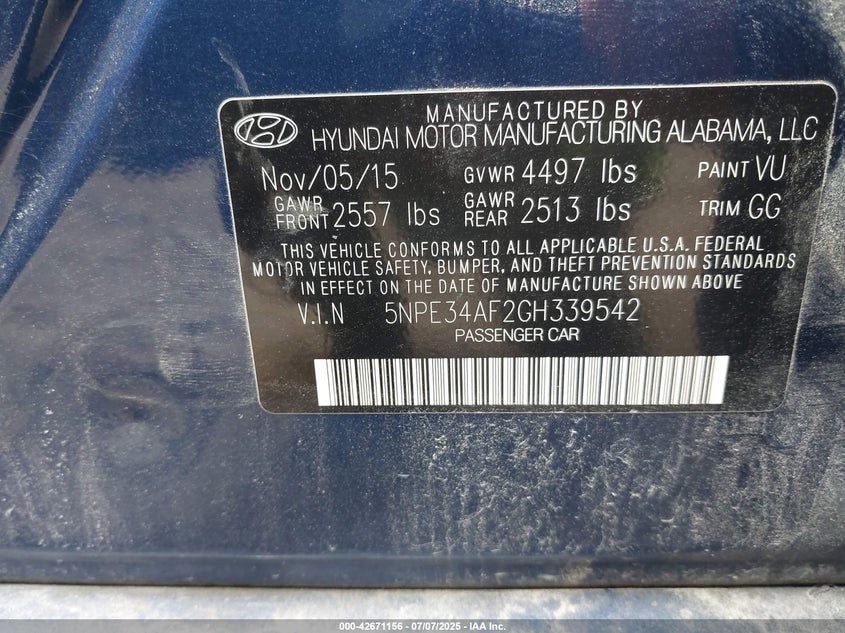 MANUFACTURED BY
HYUNDAI MOTOR MANUFACTURING ALABAMA, LLC
Nov/05/15 GVWR 4497 lbs PAINT VU
GAWR FRONT 2557 lbs GAWR REAR 2513 lbs TRIM GG
THIS VEHICLE CONFORMS TO ALL APPLICABLE U.S.A. FEDERAL
MOTOR VEHICLE SAFETY, BUMPER, AND THEFT PREVENTION STANDARDS
IN EFFECT ON THE DATE OF MANUFACTURE SHOWN ABOVE
V.I.N 5NPE34AF2GH339542
PASSENGER CAR
000-42671156 - 07/07/2025 - IAA Inc.